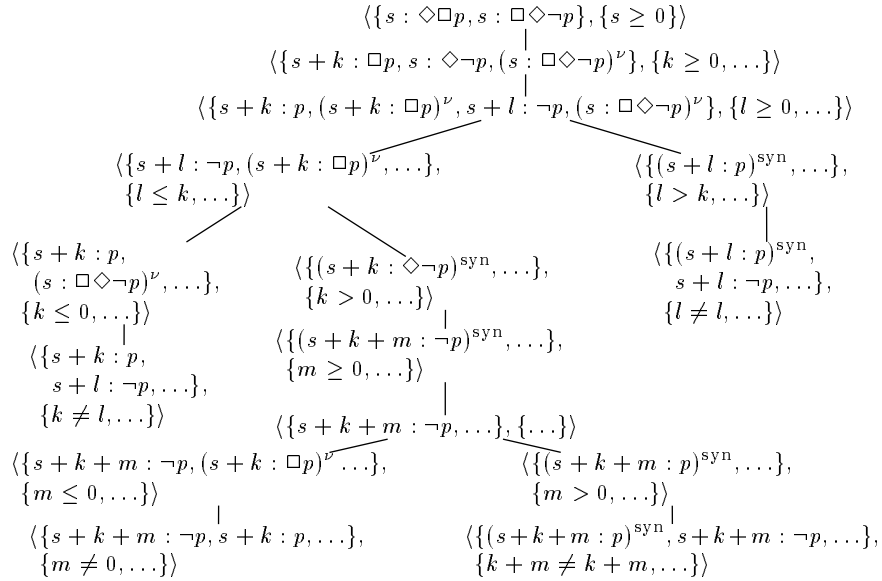 ⟨{s : ◇□p, s : □◇¬p}, {s ≥ 0}⟩
⟨{s + k : □p, s : ◇¬p, (s : □◇¬p)^ν}, {k ≥ 0, . . .}⟩
⟨{s + k : p, (s + k : □p)^ν, s + l : ¬p, (s : □◇¬p)^ν}, {l ≥ 0, . . .}⟩
⟨{s + l : ¬p, (s + k : □p)^ν, . . .},
{l ≤ k, . . .}⟩
⟨{(s + l : p)^syn, . . .},
{l > k, . . .}⟩
⟨{s + k : p,
(s : □◇¬p)^ν, . . .},
{k ≤ 0, . . .}⟩
⟨{(s + k : ◇¬p)^syn, . . .},
{k > 0, . . .}⟩
⟨{(s + l : p)^syn,
s + l : ¬p, . . .},
{l ≠ l, . . .}⟩
⟨{s + k : p,
s + l : ¬p, . . .},
{k ≠ l, . . .}⟩
⟨{(s + k + m : ¬p)^syn, . . .},
{m ≥ 0, . . .}⟩
⟨{s + k + m : ¬p, . . .}, {. . .}⟩
⟨{s + k + m : ¬p, (s + k : □p)^ν . . .},
{m ≤ 0, . . .}⟩
⟨{(s + k + m : p)^syn, . . .},
{m > 0, . . .}⟩
⟨{s + k + m : ¬p, s + k : p, . . .},
{m ≠ 0, . . .}⟩
⟨{(s + k + m : p)^syn, s + k + m : ¬p, . . .},
{k + m ≠ k + m, . . .}⟩